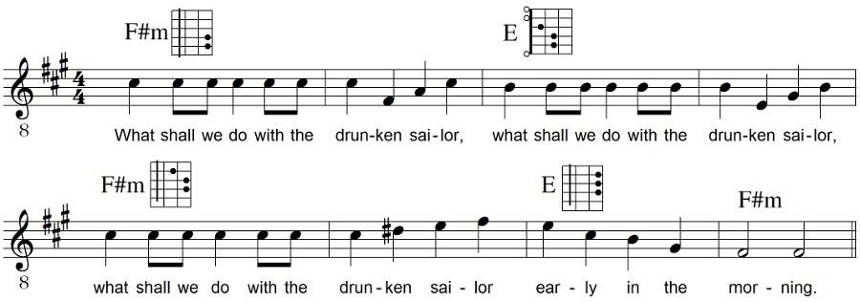 F#m E
4
4
8
What shall we do with the drun-ken sai-lor, what shall we do with the drun-ken sai-lor,
F#m E F#m
8
what shall we do with the drun-ken sai-lor ear-ly in the mor-ning.